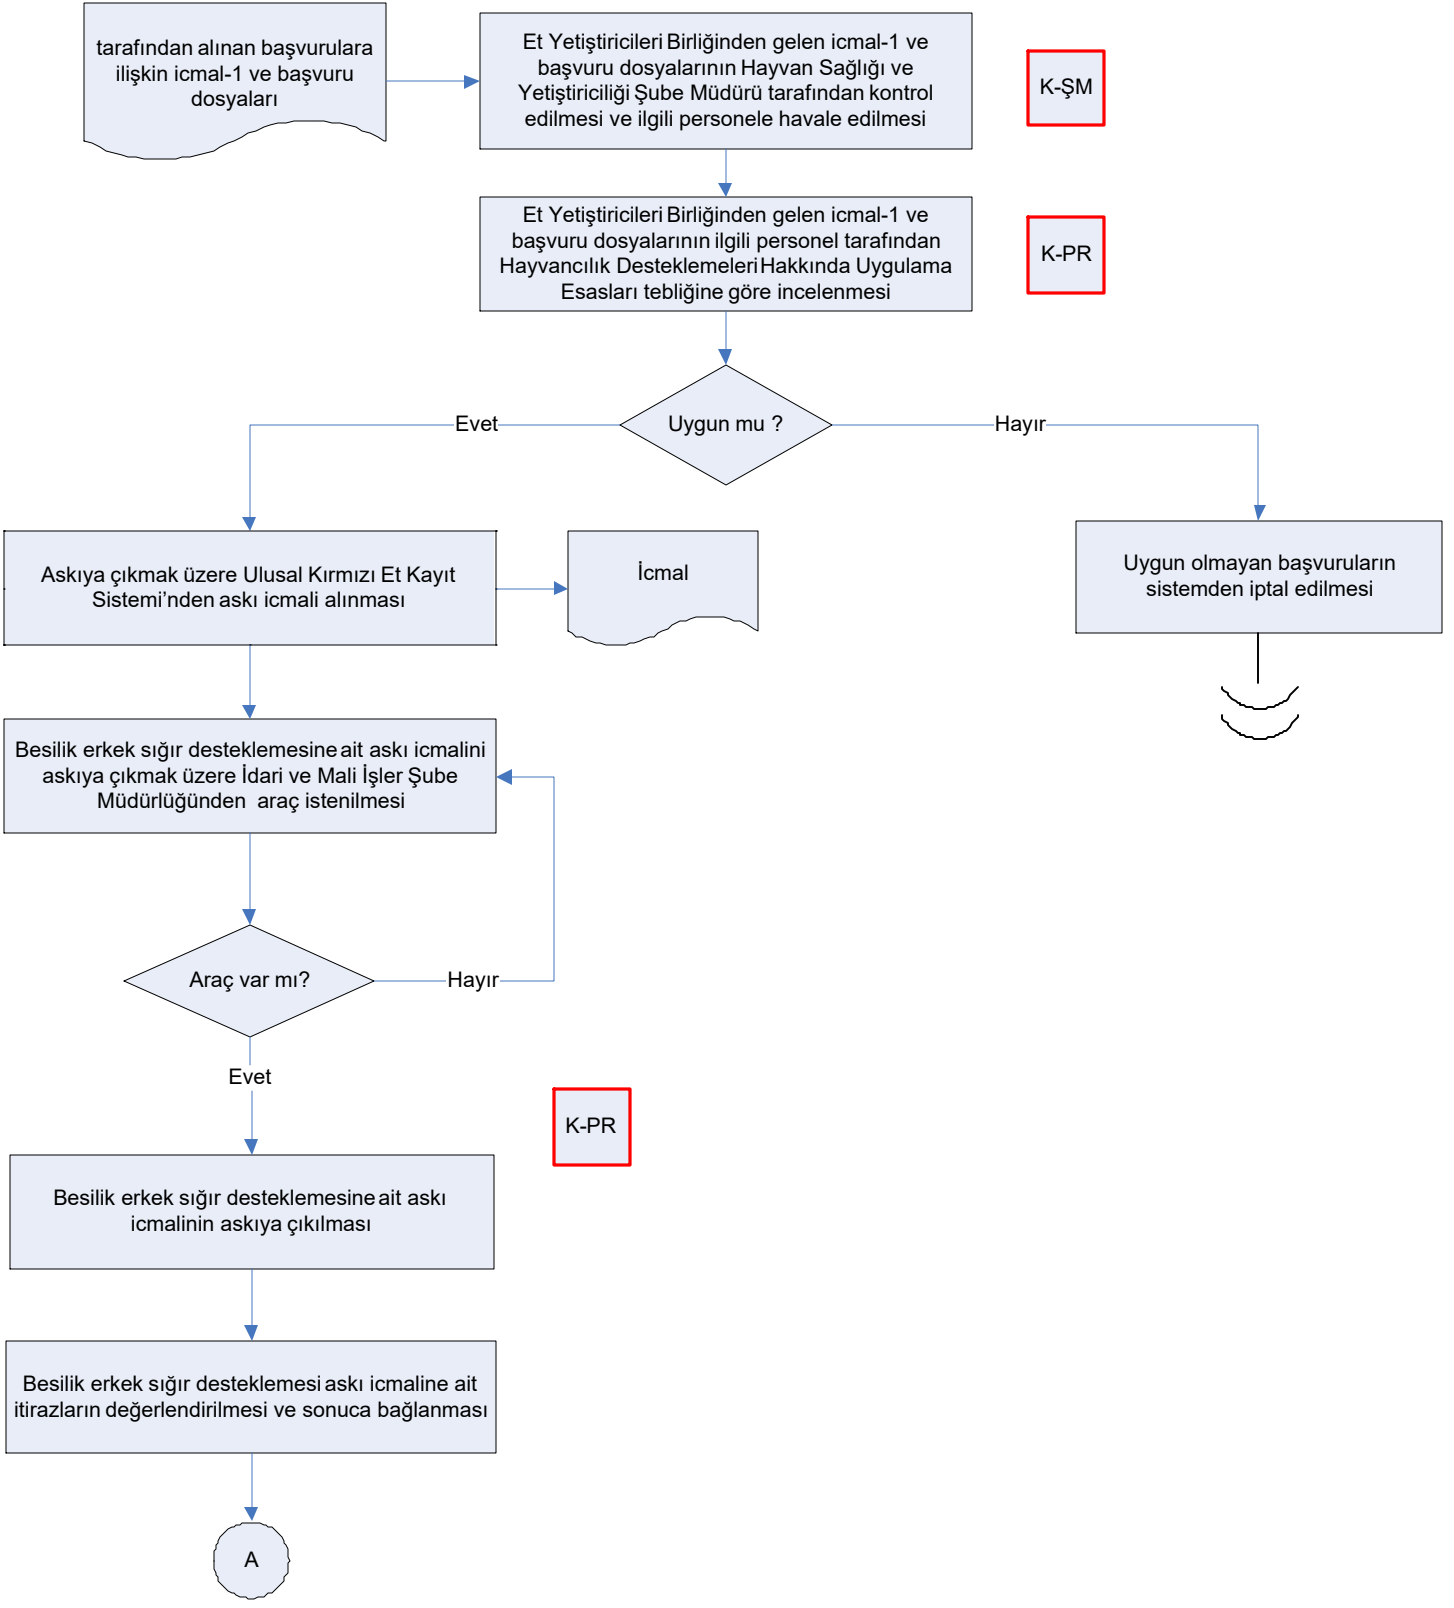 tarafından alınan başvurulara
ilişkin icmal-1 ve başvuru
dosyaları
Et Yetiştiricileri Birliğinden gelen icmal-1 ve
başvuru dosyalarının Hayvan Sağlığı ve
Yetiştiriciliği Şube Müdürü tarafından kontrol
edilmesi ve ilgili personele havale edilmesi
K-ŞM
Et Yetiştiricileri Birliğinden gelen icmal-1 ve
başvuru dosyalarının ilgili personel tarafından
Hayvancılık Desteklemeleri Hakkında Uygulama
Esasları tebliğine göre incelenmesi
K-PR
Uygun mu ?
Evet
Hayır
Askıya çıkmak üzere Ulusal Kırmızı Et Kayıt
Sistemi’nden askı icmali alınması
İcmal
Uygun olmayan başvuruların
sistemden iptal edilmesi
Besilik erkek sığır desteklemesine ait askı icmalini
askıya çıkmak üzere İdari ve Mali İşler Şube
Müdürlüğünden araç istenilmesi
Araç var mı?
Hayır
Evet
K-PR
Besilik erkek sığır desteklemesine ait askı
icmalinin askıya çıkılması
Besilik erkek sığır desteklemesi askı icmaline ait
itirazların değerlendirilmesi ve sonuca bağlanması
A